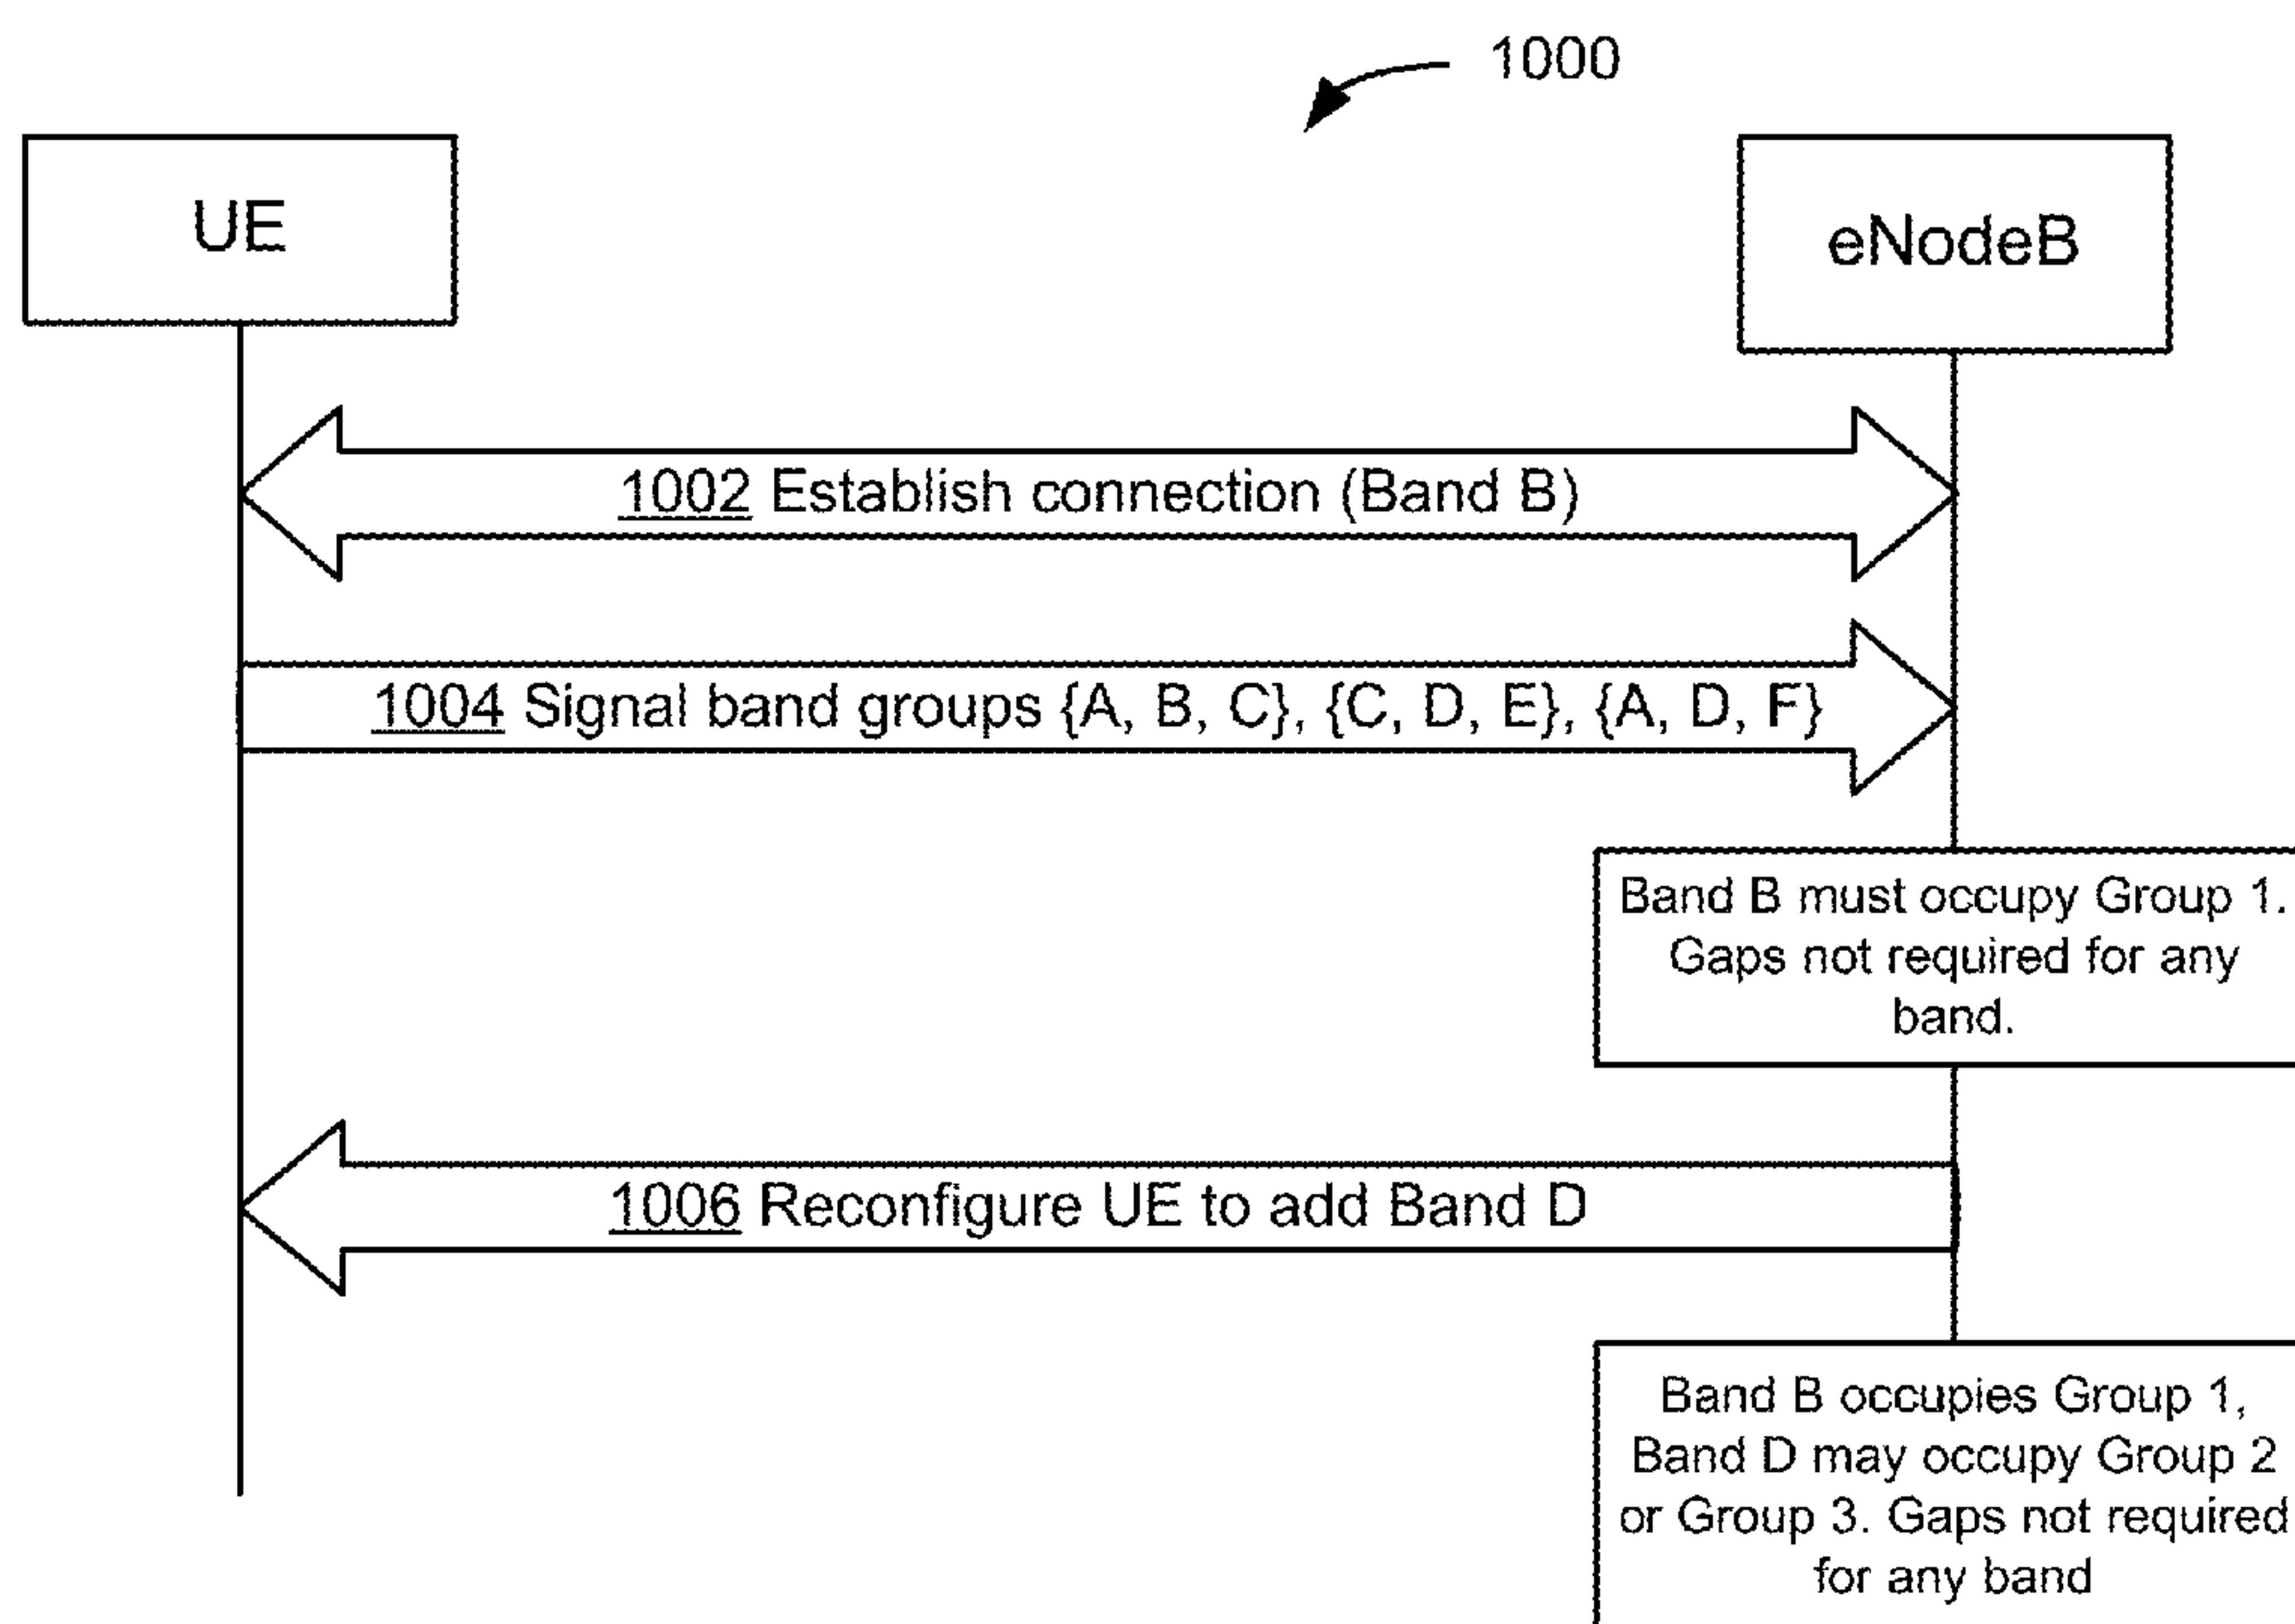 1000
UE
eNodeB
1002 Establish connection (Band B)
1004 Signal band groups {A, B, C}, {C, D, E}, {A, D, F}
Band B must occupy Group 1.
Gaps not required for any
band.
1006 Reconfigure UE to add Band D
Band B occupies Group 1,
Band D may occupy Group 2
or Group 3. Gaps not required
for any band